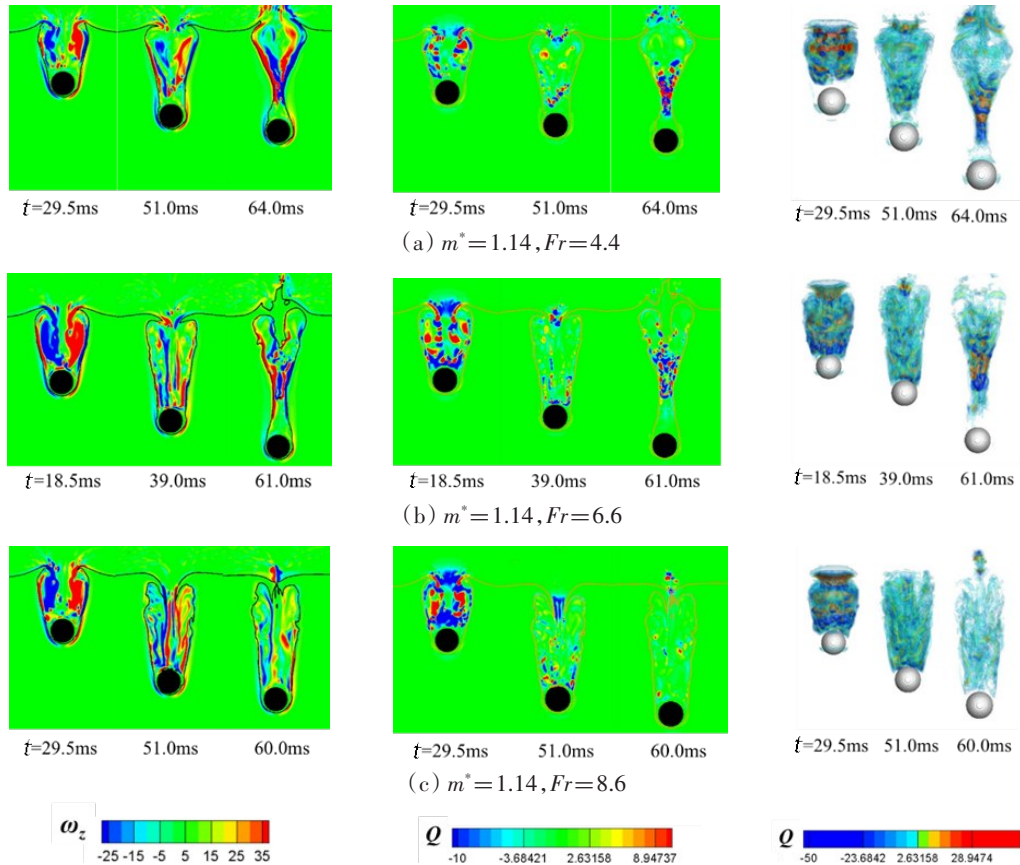 t=29.5ms 51.0ms 64.0ms t=29.5ms 51.0ms 64.0ms t=29.5ms 51.0ms 64.0ms
(a) m*=1.14, Fr=4.4
t=18.5ms 39.0ms 61.0ms t=18.5ms 39.0ms 61.0ms t=18.5ms 39.0ms 61.0ms
(b) m*=1.14, Fr=6.6
t=29.5ms 51.0ms 60.0ms t=29.5ms 51.0ms 60.0ms t=29.5ms 51.0ms 60.0ms
(c) m*=1.14, Fr=8.6
ω_z -25 -15 -5 5 15 25 35
Q -10 -3.68421 2.63158 8.94737
Q -50 -23.6842 2.63158 28.9474